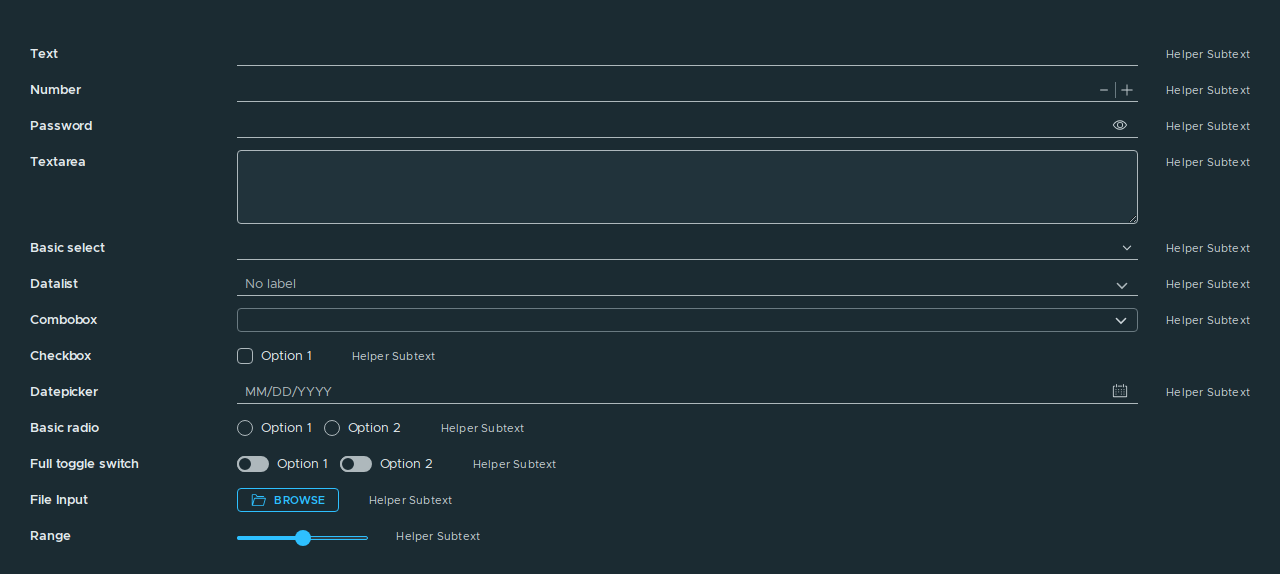 Text Helper Subtext
Number Helper Subtext
Password Helper Subtext
Textarea Helper Subtext
Basic select Helper Subtext
Datalist No label Helper Subtext
Combobox Helper Subtext
Checkbox Option 1 Helper Subtext
Datepicker MM/DD/YYYY Helper Subtext
Basic radio Option 1 Option 2 Helper Subtext
Full toggle switch Option 1 Option 2 Helper Subtext
File Input BROWSE Helper Subtext
Range Helper Subtext